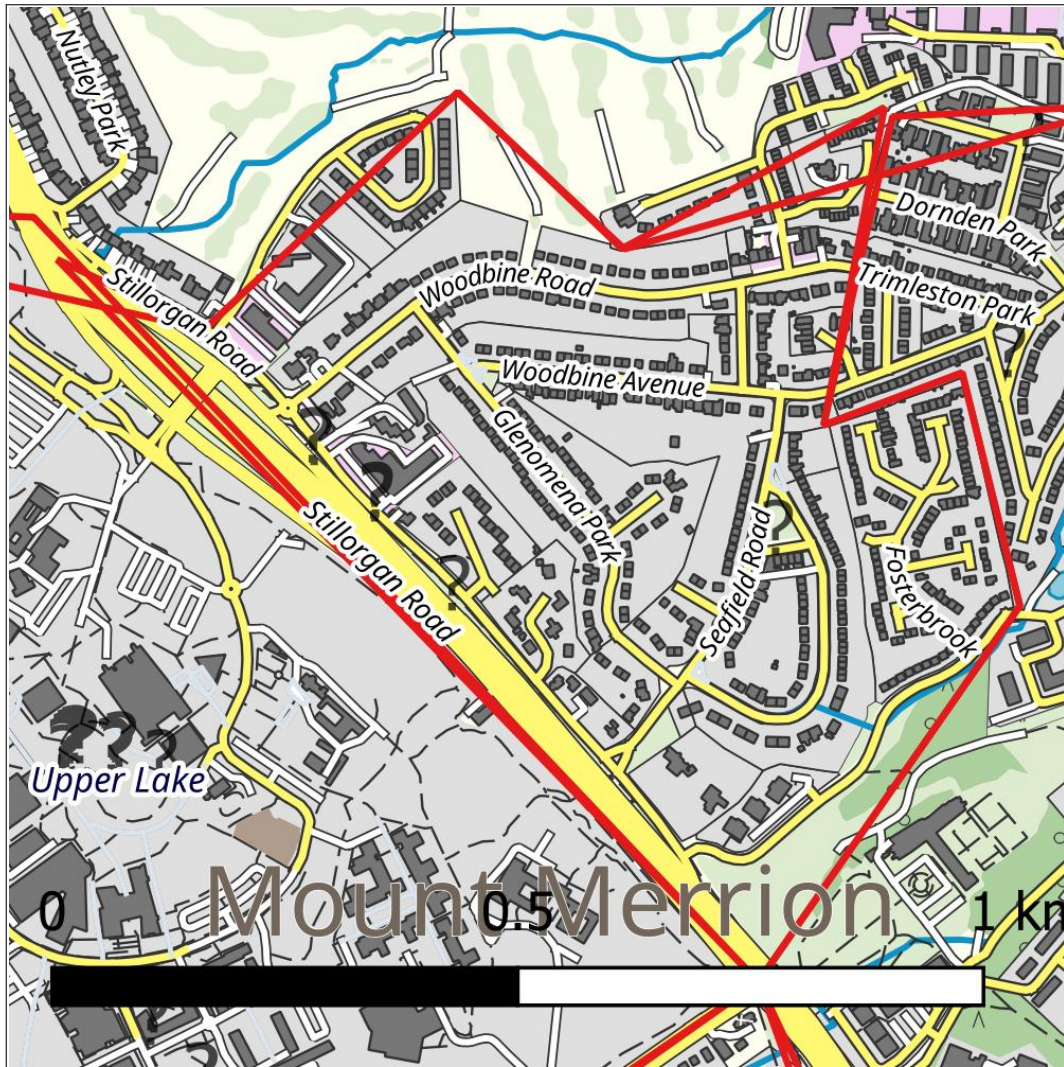 Nutley Park
Stillorgan Road
Woodbine Road
Dornden Park
Trimleston Park
Woodbine Avenue
Glenomena Park
Stillorgan Road
Seafield Road
Fosterbrook
Upper Lake
Mount Merrion
0 0.5 1 km